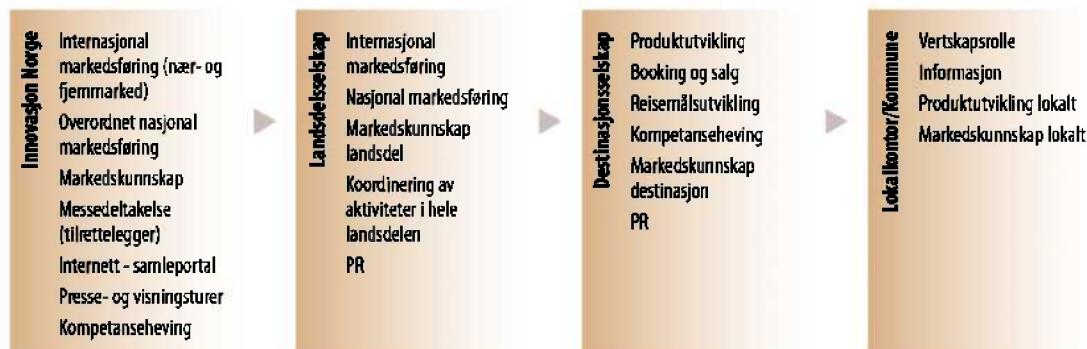 Innovasjon Norge
Internasjonal
markedsføring (nær- og
fjernmarked)
Overordnet nasjonal
markedsføring
Markedskunnskap
Messedeltakelse
(tilrettelegger)
Internett - samleportal
Presse- og visningsturer
Kompetanseheving
Landsdelsselskap
Internasjonal
markedsføring
Nasjonal markedsføring
Markedskunnskap
landsdel
Koordinering av
aktiviteter i hele
landsdelen
PR
Destinasjonsselskap
Produktutvikling
Booking og salg
Reisemålsutvikling
Kompetanseheving
Markedskunnskap
destinasjon
PR
Lokalkontor/Kommune
Vertskapsrolle
Informasjon
Produktutvikling lokalt
Markedskunnskap lokalt